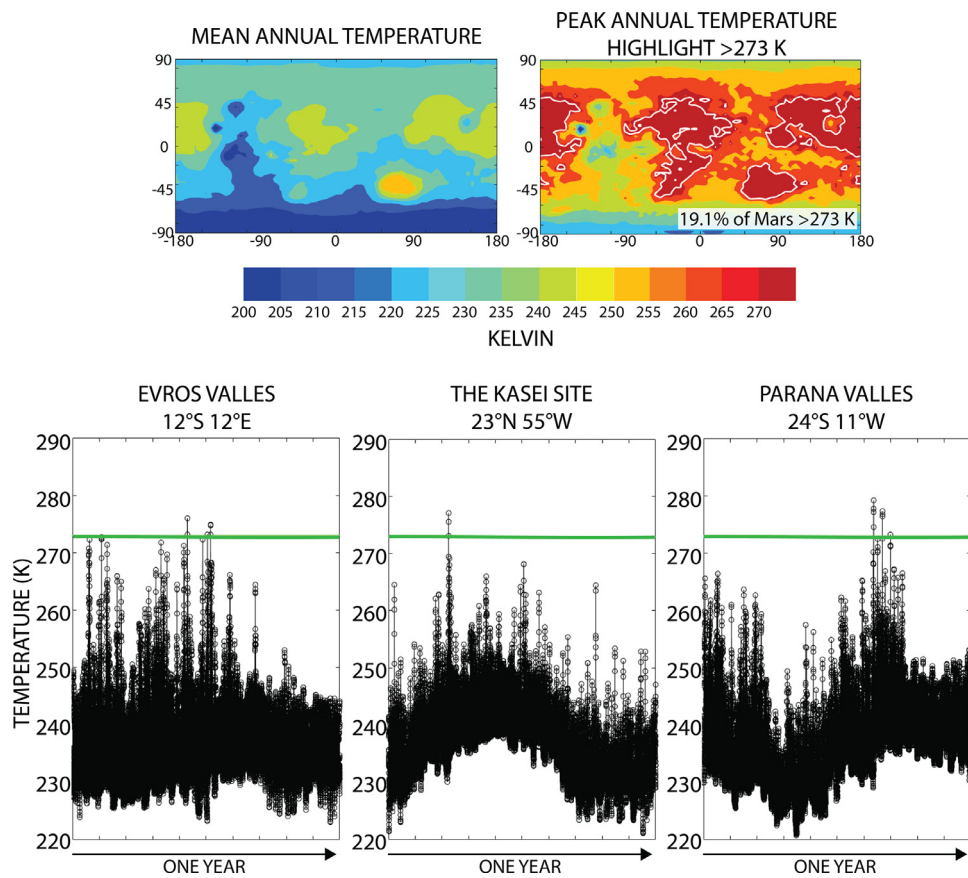 MEAN ANNUAL TEMPERATURE
PEAK ANNUAL TEMPERATURE
HIGHLIGHT >273 K
90
45
0
-45
-90
-180
-90
0
90
180
90
45
0
-45
-90
-180
-90
0
90
180
19.1% of Mars >273 K
200 205 210 215 220 225 230 235 240 245 250 255 260 265 270
KELVIN
EVROS VALLES
12°S 12°E
THE KASEI SITE
23°N 55°W
PARANA VALLES
24°S 11°W
TEMPERATURE (K)
290
280
270
260
250
240
230
220
290
280
270
260
250
240
230
220
290
280
270
260
250
240
230
220
ONE YEAR
ONE YEAR
ONE YEAR